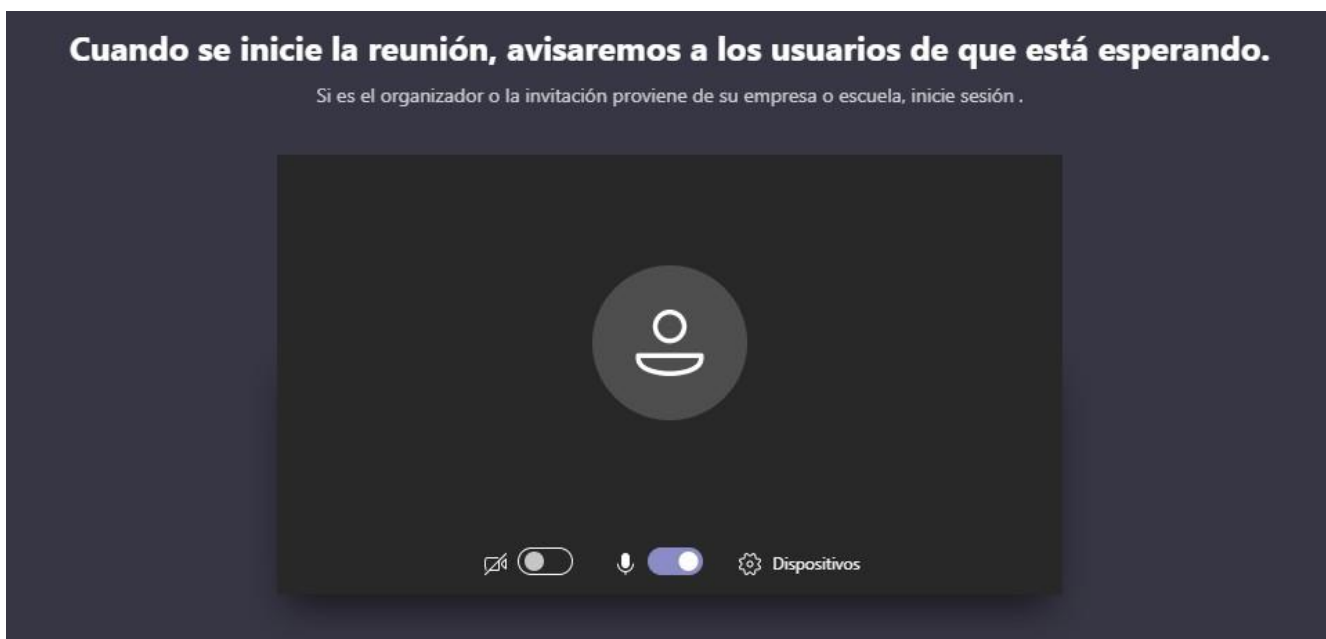 Cuando se inicie la reunión, avisaremos a los usuarios de que está esperando.
Si es el organizador o la invitación proviene de su empresa o escuela, inicie sesión .
Dispositivos